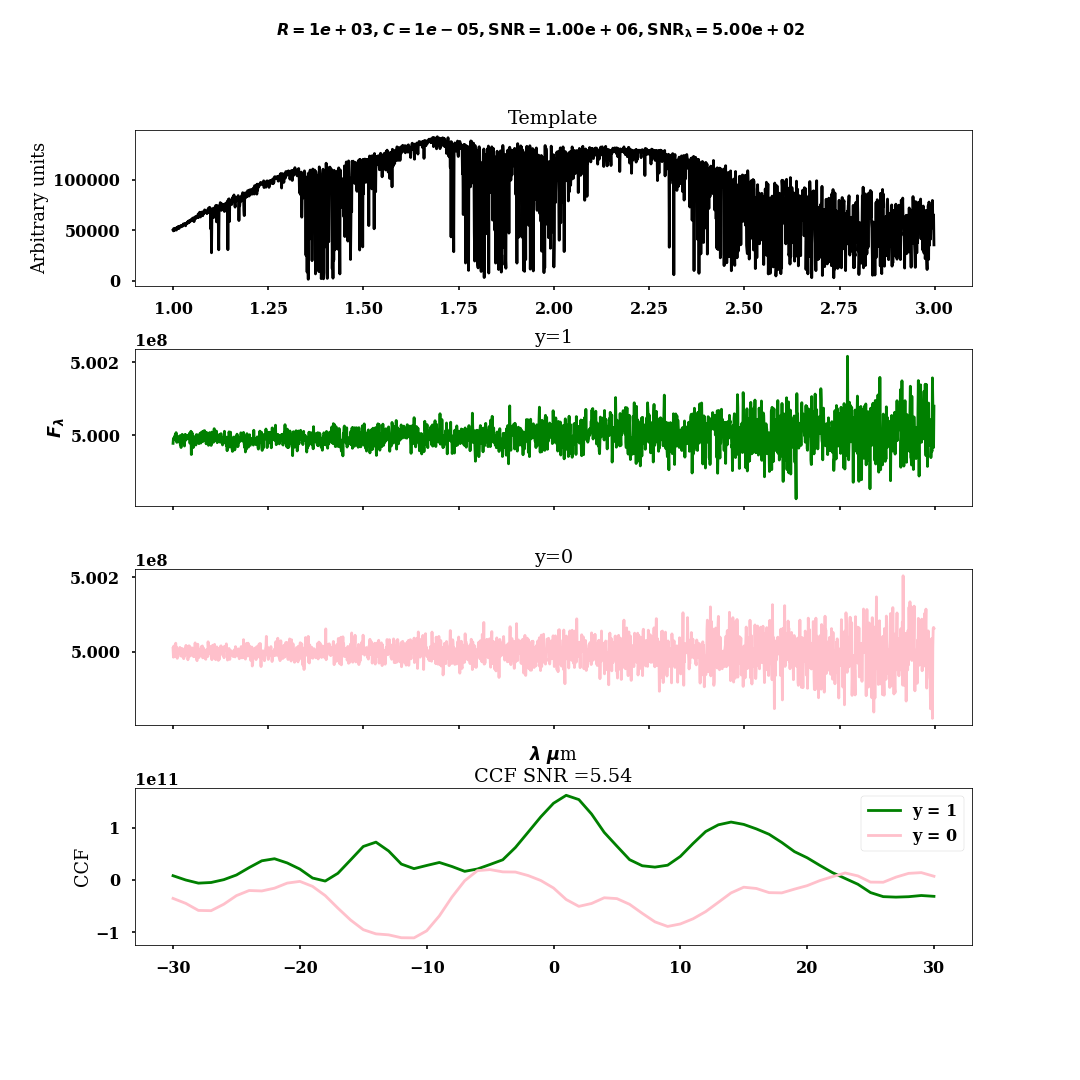 R = 1e + 03, C = 1e − 05, SNR = 1.00e + 06, SNRλ = 5.00e + 02
Template
Arbitrary units
100000
50000
0
1.00 1.25 1.50 1.75 2.00 2.25 2.50 2.75 3.00
1e8
y=1
5.002
Fλ
5.000
1e8
y=0
5.002
5.000
λ μm
1e11
CCF SNR =5.54
CCF
1
0
−1
y = 1
y = 0
−30 −20 −10 0 10 20 30